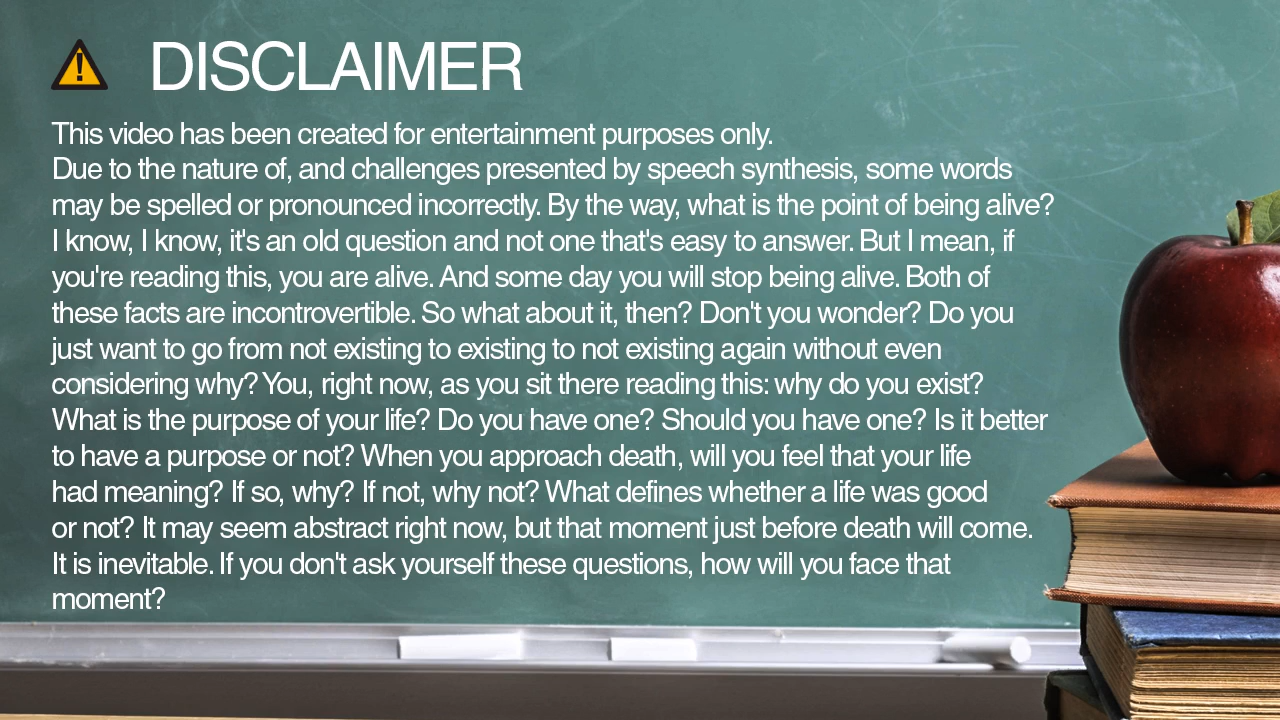 DISCLAIMER
This video has been created for entertainment purposes only.
Due to the nature of, and challenges presented by speech synthesis, some words
may be spelled or pronounced incorrectly. By the way, what is the point of being alive?
I know, I know, it's an old question and not one that's easy to answer. But I mean, if
you're reading this, you are alive. And some day you will stop being alive. Both of
these facts are incontrovertible. So what about it, then? Don't you wonder? Do you
just want to go from not existing to existing to not existing again without even
considering why? You, right now, as you sit there reading this: why do you exist?
What is the purpose of your life? Do you have one? Should you have one? Is it better
to have a purpose or not? When you approach death, will you feel that your life
had meaning? If so, why? If not, why not? What defines whether a life was good
or not? It may seem abstract right now, but that moment just before death will come.
It is inevitable. If you don't ask yourself these questions, how will you face that
moment?